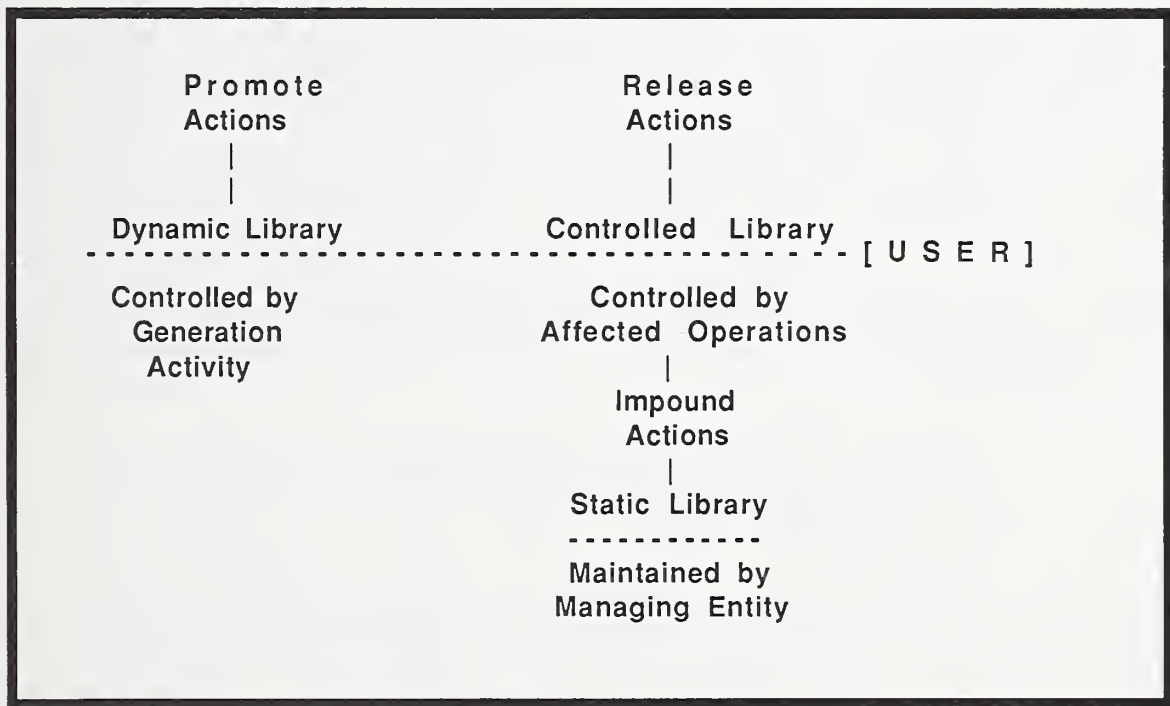 Promote
Actions
|
|
Dynamic Library
Release
Actions
|
|
Controlled Library
- - - - - - - - - - - - - - - - - - - - - - - - - - - - - - - - - - - - - - - [ U S E R ]
Controlled by
Generation
Activity
Controlled by
Affected Operations
|
Impound
Actions
|
Static Library
- - - - - - - - - - - -
Maintained by
Managing Entity